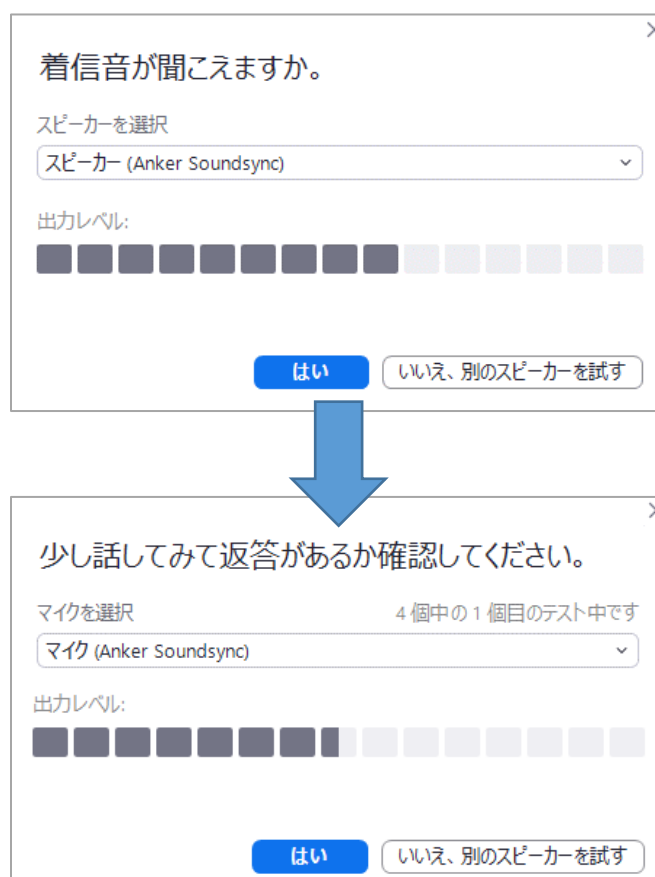 着信音が聞こえますか。
スピーカーを選択
スピーカー (Anker Soundsync)
出力レベル:
はい
いいえ、別のスピーカーを試す
少し話してみて返答があるか確認してください。
マイクを選択 4 個中の 1 個目のテスト中です
マイク (Anker Soundsync)
出力レベル:
はい
いいえ、別のスピーカーを試す